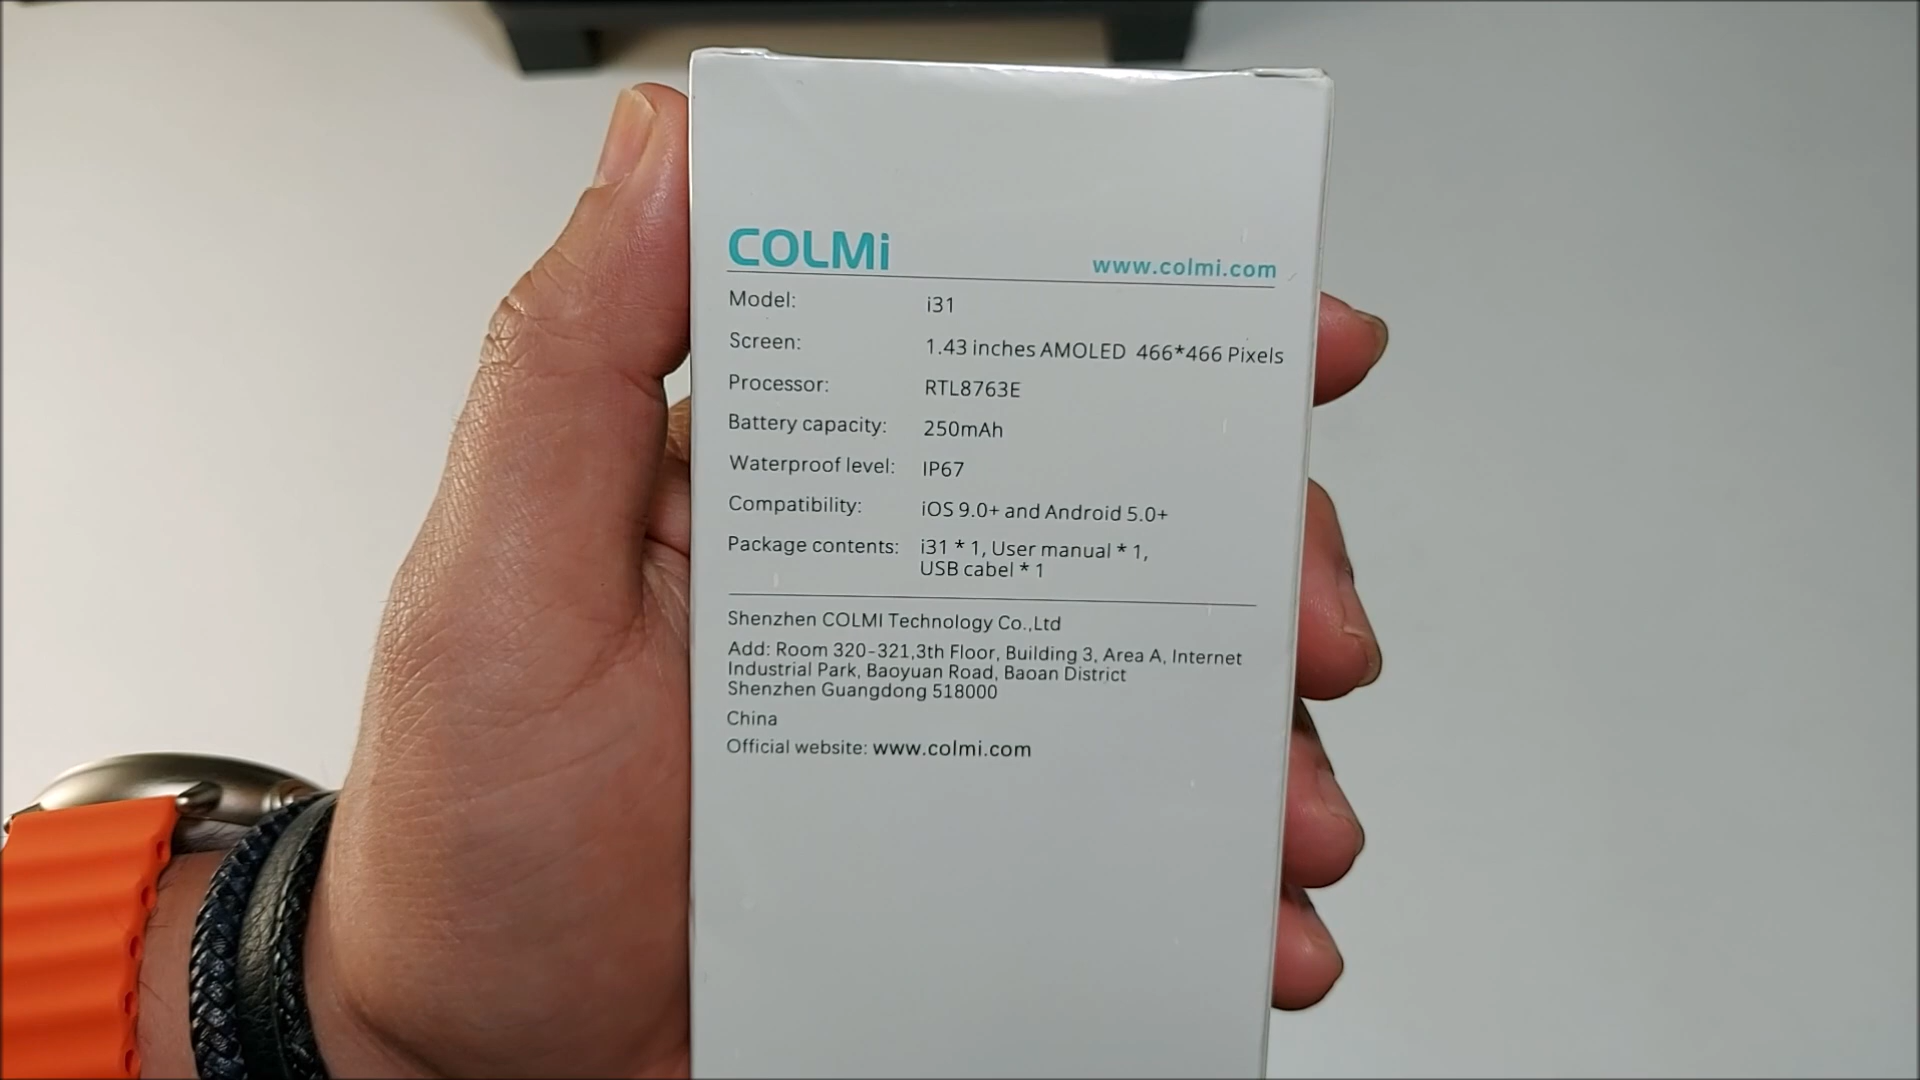 COLMi www.colmi.com
Model: i31
Screen: 1.43 inches AMOLED 466*466 Pixels
Processor: RTL8763E
Battery capacity: 250mAh
Waterproof level: IP67
Compatibility: iOS 9.0+ and Android 5.0+
Package contents: i31 * 1, User manual * 1,
USB cabel * 1
Shenzhen COLMI Technology Co.,Ltd
Add: Room 320-321,3th Floor, Building 3, Area A, Internet
Industrial Park, Baoyuan Road, Baoan District
Shenzhen Guangdong 518000
China
Official website: www.colmi.com